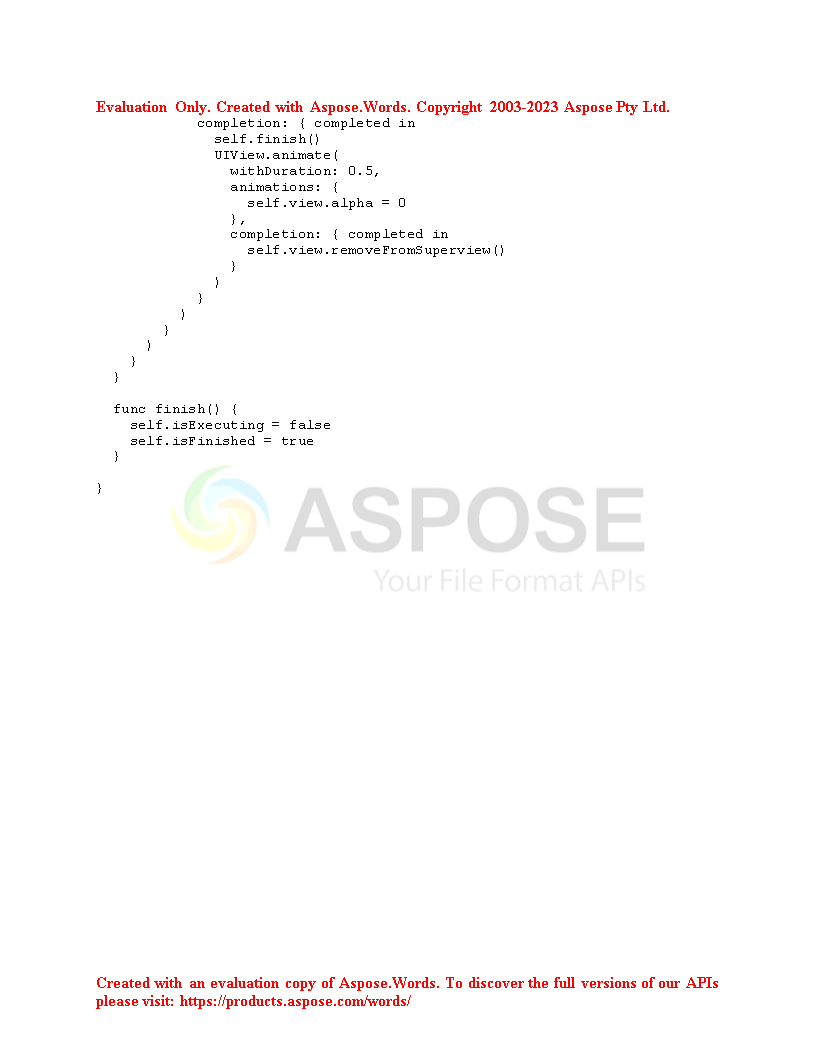 Evaluation Only. Created with Aspose.Words. Copyright 2003-2023 Aspose Pty Ltd.
            completion: { completed in
              self.finish()
              UIView.animate(
                withDuration: 0.5,
                animations: {
                  self.view.alpha = 0
                },
                completion: { completed in
                  self.view.removeFromSuperview()
                }
              )
            }
          )
        }
      )
    }
  }

  func finish() {
    self.isExecuting = false
    self.isFinished = true
  }

}
ASPOSE
Your File Format APIs
Created with an evaluation copy of Aspose.Words. To discover the full versions of our APIs
please visit: https://products.aspose.com/words/